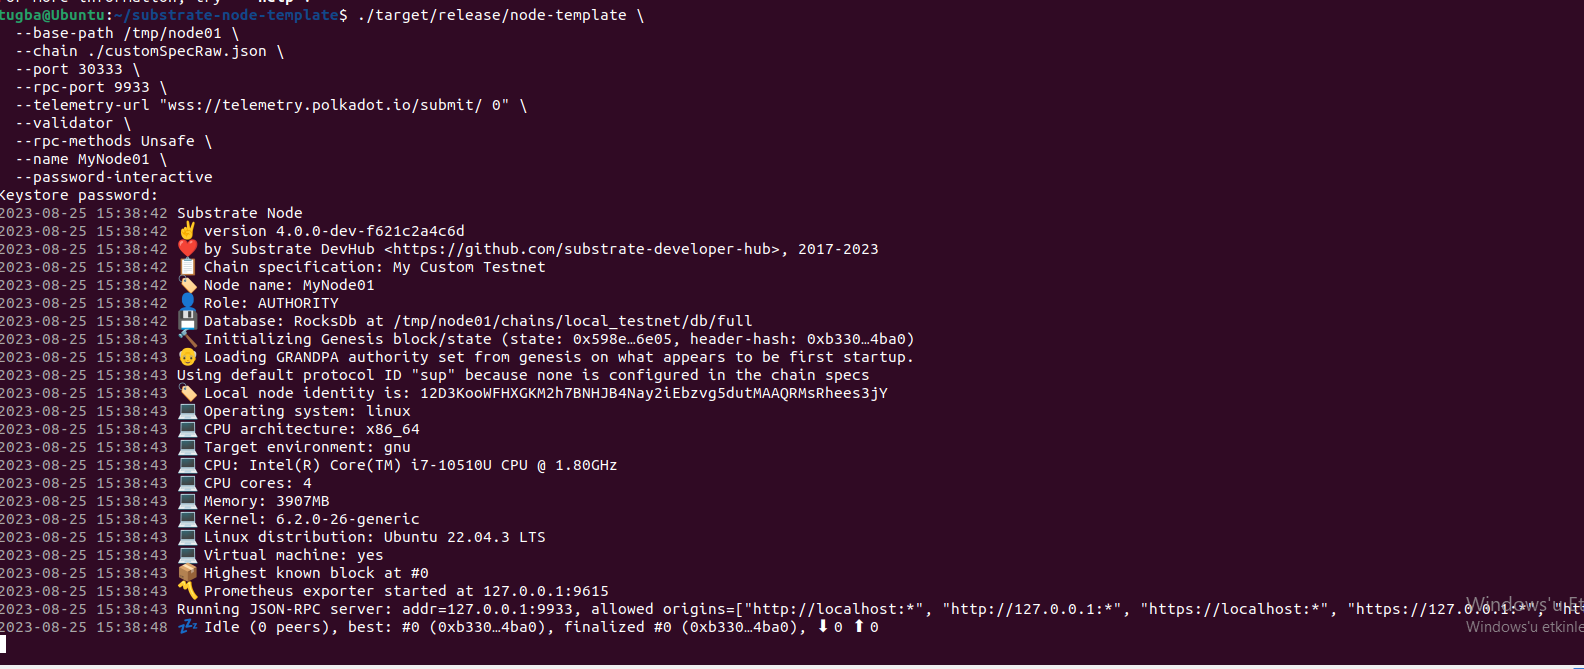 tugba@Ubuntu:~/substrate-node-template$ ./target/release/node-template \
--base-path /tmp/node01 \
--chain ./customSpecRaw.json \
--port 30333 \
--rpc-port 9933 \
--telemetry-url "wss://telemetry.polkadot.io/submit/ 0" \
--validator \
--rpc-methods Unsafe \
--name MyNode01 \
--password-interactive
Keystore password:
2023-08-25 15:38:42 Substrate Node
2023-08-25 15:38:42 ✌️ version 4.0.0-dev-f621c2a4c6d
2023-08-25 15:38:42 ❤️ by Substrate DevHub <https://github.com/substrate-developer-hub>, 2017-2023
2023-08-25 15:38:42 📋 Chain specification: My Custom Testnet
2023-08-25 15:38:42 🏷 Node name: MyNode01
2023-08-25 15:38:42 👤 Role: AUTHORITY
2023-08-25 15:38:42 💾 Database: RocksDb at /tmp/node01/chains/local_testnet/db/full
2023-08-25 15:38:43 🔨 Initializing Genesis block/state (state: 0x598e…6e05, header-hash: 0xb330…4ba0)
2023-08-25 15:38:43 👴 Loading GRANDPA authority set from genesis on what appears to be first startup.
2023-08-25 15:38:43 Using default protocol ID "sup" because none is configured in the chain specs
2023-08-25 15:38:43 🏷 Local node identity is: 12D3KooWFHXGKM2h7BNHJB4Nay2iEbzvg5dutMAAQRMsRhees3jY
2023-08-25 15:38:43 💻 Operating system: linux
2023-08-25 15:38:43 💻 CPU architecture: x86_64
2023-08-25 15:38:43 💻 Target environment: gnu
2023-08-25 15:38:43 💻 CPU: Intel(R) Core(TM) i7-10510U CPU @ 1.80GHz
2023-08-25 15:38:43 💻 CPU cores: 4
2023-08-25 15:38:43 💻 Memory: 3907MB
2023-08-25 15:38:43 💻 Kernel: 6.2.0-26-generic
2023-08-25 15:38:43 💻 Linux distribution: Ubuntu 22.04.3 LTS
2023-08-25 15:38:43 💻 Virtual machine: yes
2023-08-25 15:38:43 📦 Highest known block at #0
2023-08-25 15:38:43 〽️ Prometheus exporter started at 127.0.0.1:9615
2023-08-25 15:38:43 Running JSON-RPC server: addr=127.0.0.1:9933, allowed origins=["http://localhost:*", "http://127.0.0.1:*", "https://localhost:*", "https://127.0.0.1:*", "ht
2023-08-25 15:38:48 💤 Idle (0 peers), best: #0 (0xb330…4ba0), finalized #0 (0xb330…4ba0), ⬇ 0 ⬆ 0
Windows'u Et
Windows'u etkinle